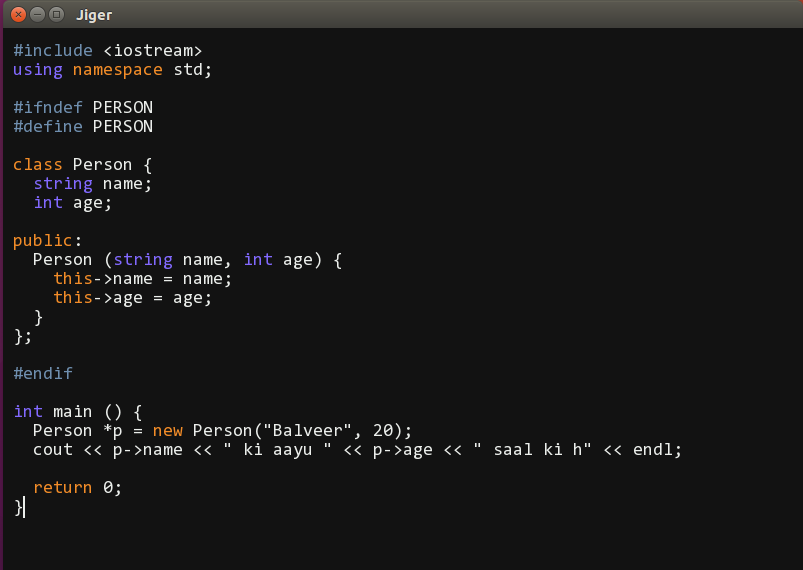 Jiger
#include <iostream>
using namespace std;
#ifndef PERSON
#define PERSON
class Person {
  string name;
  int age;
public:
  Person (string name, int age) {
    this->name = name;
    this->age = age;
  }
};
#endif
int main () {
  Person *p = new Person("Balveer", 20);
  cout << p->name << " ki aayu " << p->age << " saal ki h" << endl;
  return 0;
}